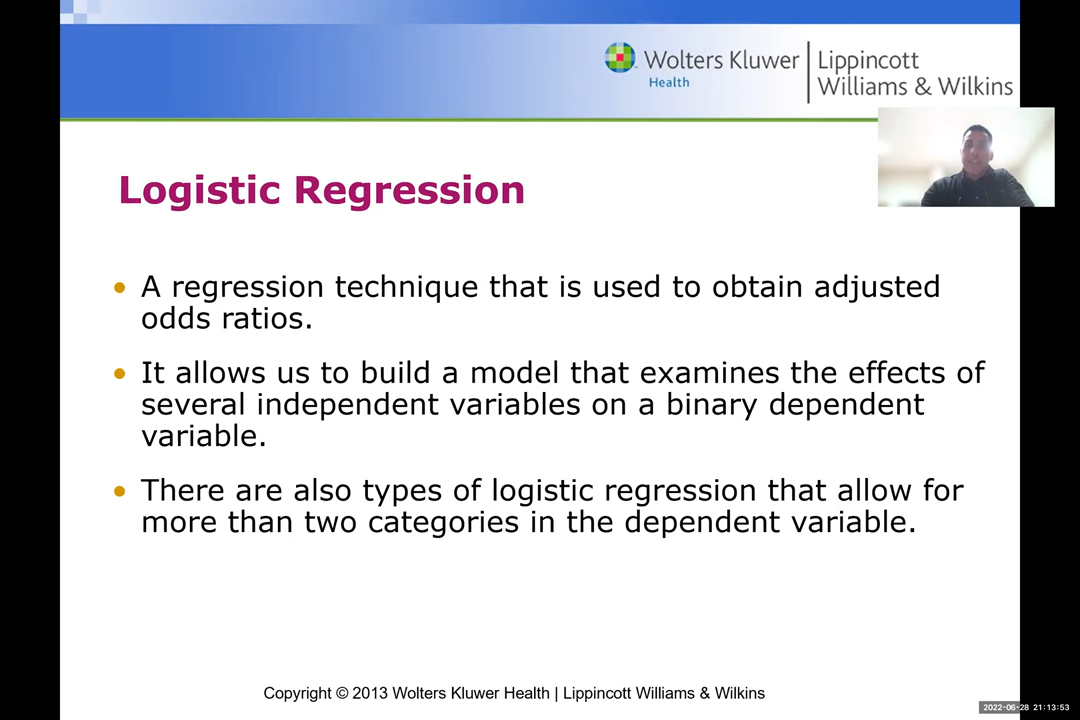 Wolters Kluwer
Health
Lippincott
Williams & Wilkins
Logistic Regression
• A regression technique that is used to obtain adjusted
odds ratios.
• It allows us to build a model that examines the effects of
several independent variables on a binary dependent
variable.
• There are also types of logistic regression that allow for
more than two categories in the dependent variable.
Copyright © 2013 Wolters Kluwer Health | Lippincott Williams & Wilkins
2022-06-28 21:13:53